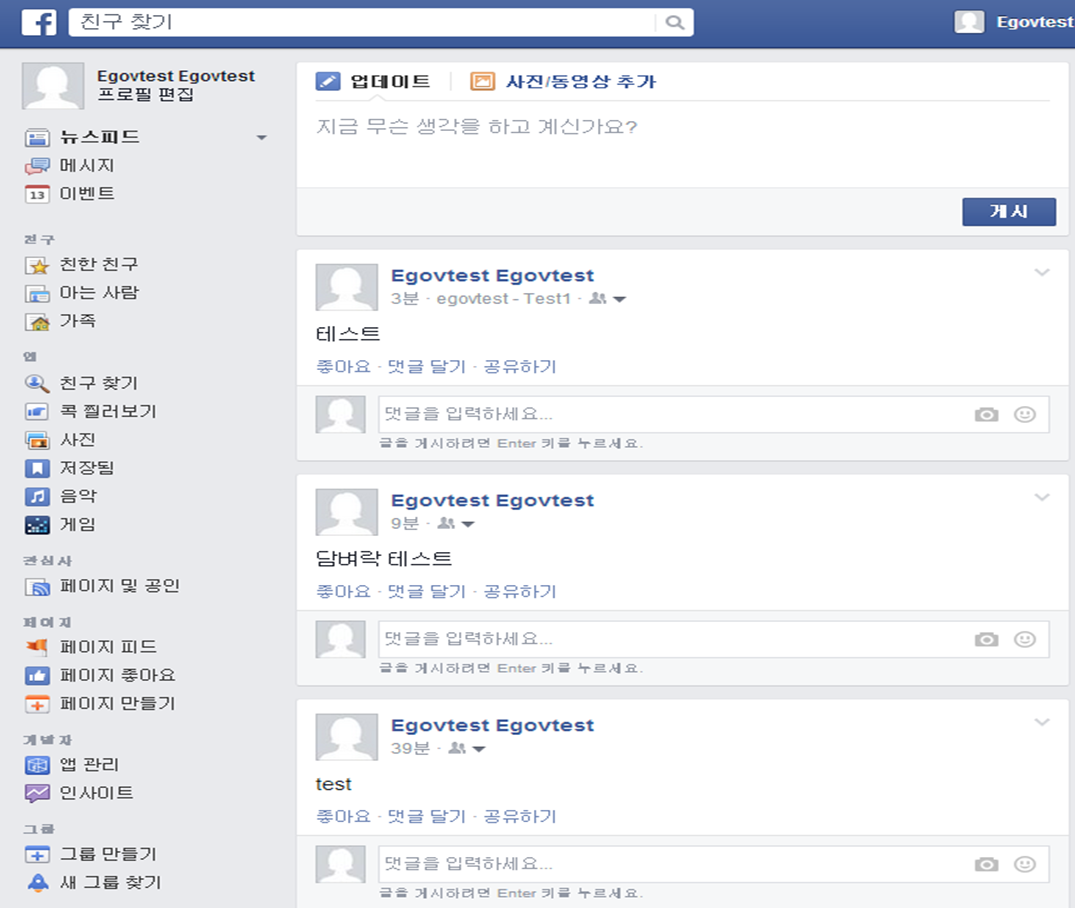 친구 찾기
Egovtest
Egovtest Egovtest
프로필 편집
뉴스피드
메시지
13
이벤트
친구
친한 친구
아는 사람
가족
앱
친구 찾기
콕 찔러보기
사진
저장됨
음악
게임
관심사
페이지 및 공인
페이지
페이지 피드
페이지 좋아요
페이지 만들기
개발자
앱 관리
인사이트
그룹
그룹 만들기
새 그룹 찾기
업데이트
사진/동영상 추가
지금 무슨 생각을 하고 계신가요?
게시
Egovtest Egovtest
3분 · egovtest - Test1 ·
테스트
좋아요 · 댓글 달기 · 공유하기
댓글을 입력하세요...
글을 게시하려면 Enter 키를 누르세요.
Egovtest Egovtest
9분 ·
담벼락 테스트
좋아요 · 댓글 달기 · 공유하기
댓글을 입력하세요...
글을 게시하려면 Enter 키를 누르세요.
Egovtest Egovtest
39분 ·
test
좋아요 · 댓글 달기 · 공유하기
댓글을 입력하세요...
글을 게시하려면 Enter 키를 누르세요.